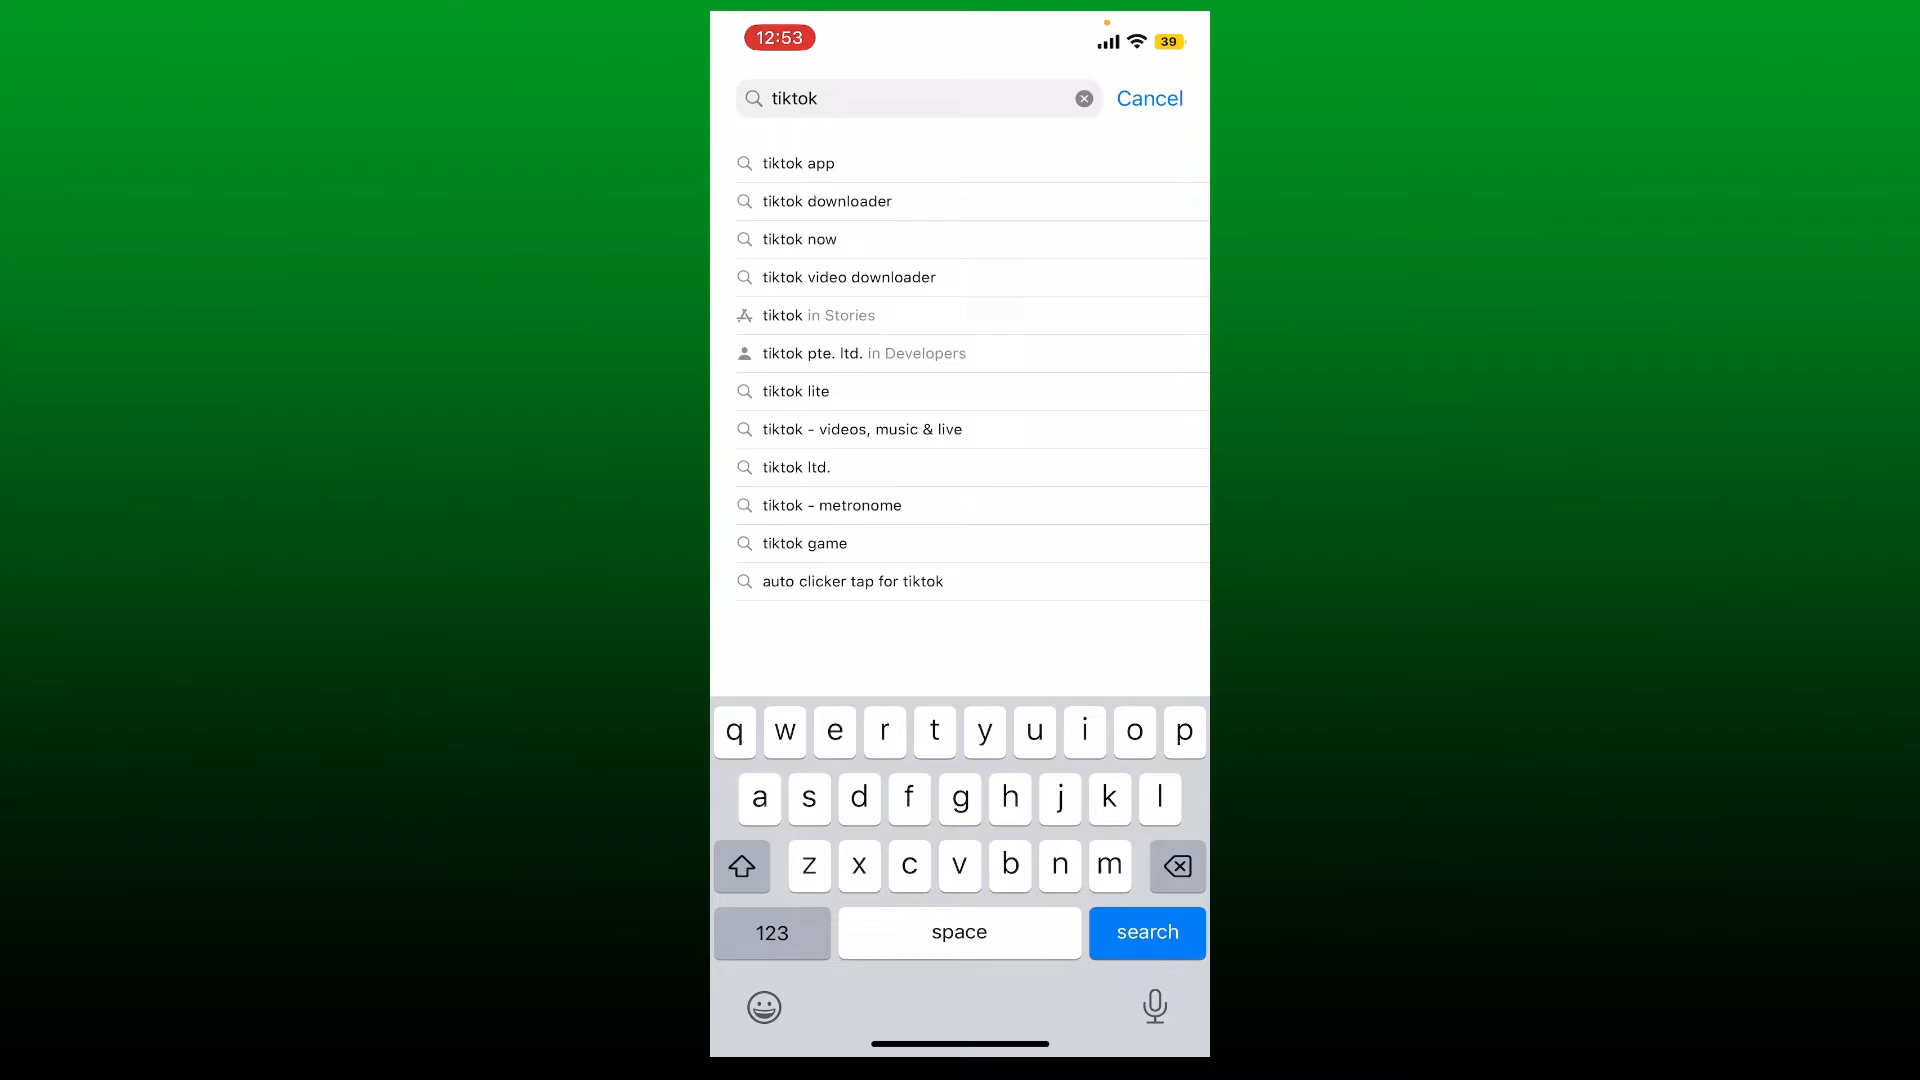 12:53
39
tiktok
Cancel
tiktok app
tiktok downloader
tiktok now
tiktok video downloader
tiktok in Stories
tiktok pte. ltd. in Developers
tiktok lite
tiktok - videos, music & live
tiktok ltd.
tiktok - metronome
tiktok game
auto clicker tap for tiktok
q w e r t y u i o p
a s d f g h j k l
z x c v b n m
123 space search